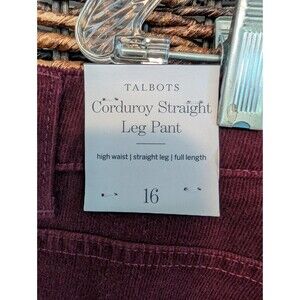 TALBOTS
Corduroy Straight
Leg Pant
high waist | straight leg | full length
16